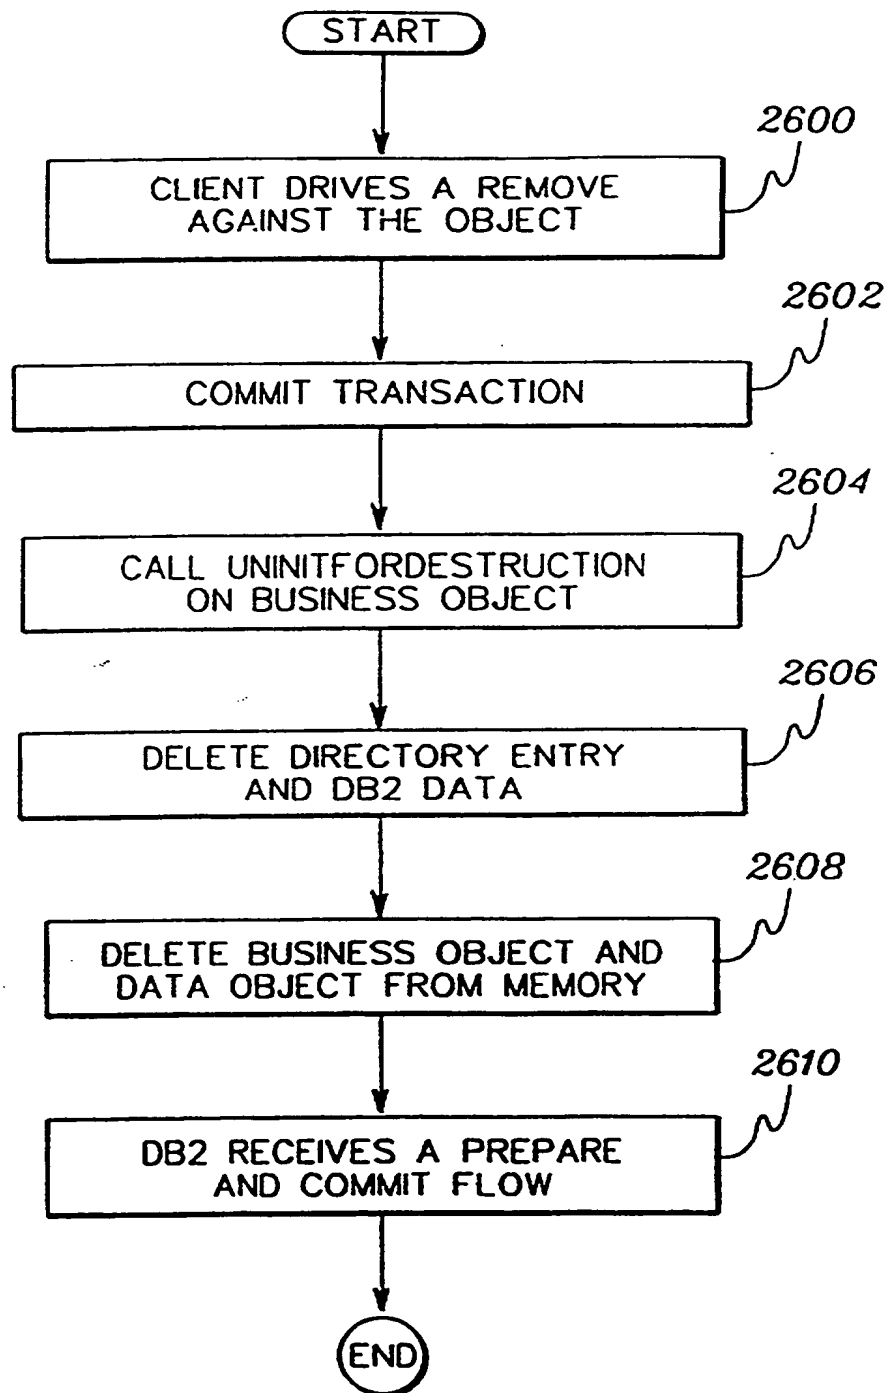 START
2600
CLIENT DRIVES A REMOVE
AGAINST THE OBJECT
2602
COMMIT TRANSACTION
2604
CALL UNINITFORDESTRUCTION
ON BUSINESS OBJECT
2606
DELETE DIRECTORY ENTRY
AND DB2 DATA
2608
DELETE BUSINESS OBJECT AND
DATA OBJECT FROM MEMORY
2610
DB2 RECEIVES A PREPARE
AND COMMIT FLOW
END